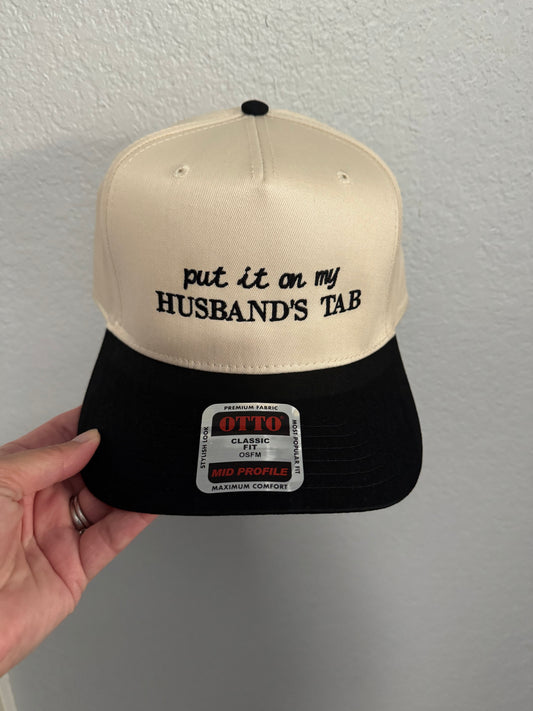 put it on my
HUSBAND'S TAB
PREMIUM FABRIC
STYLISH LOOK
OTTO
CLASSIC
FIT
OSFM
MID PROFILE
MOST POPULAR FIT
MAXIMUM COMFORT